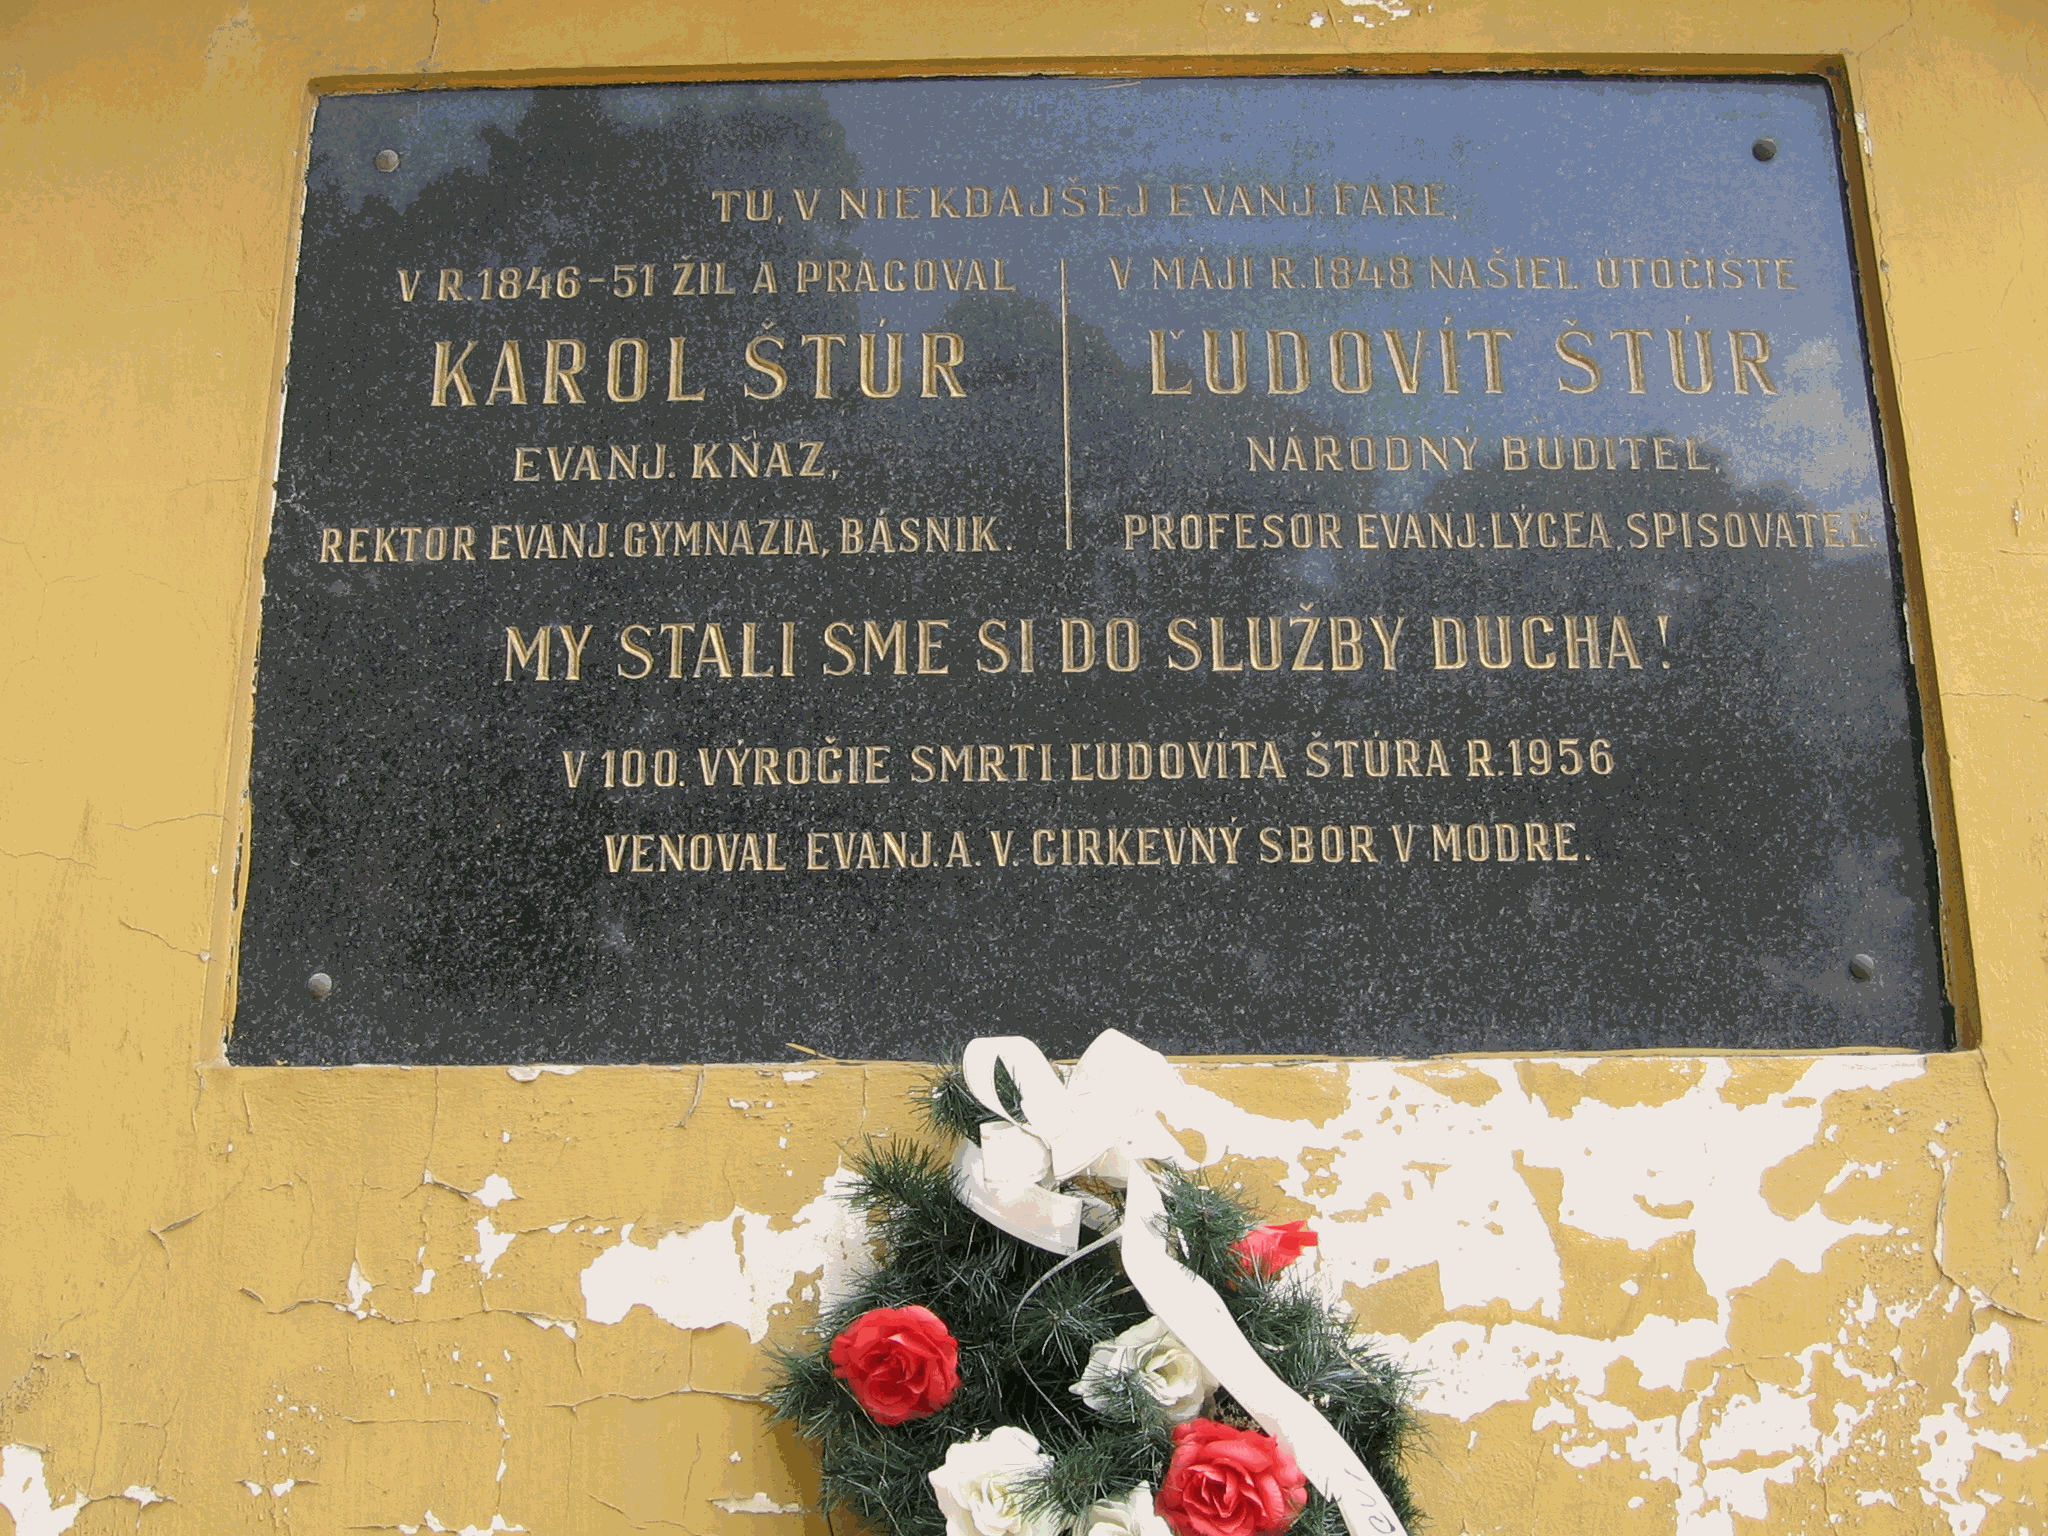 TU, V NIEKDAJŠEJ EVANJ. FARE,
V R. 1846-51 ŽIL A PRACOVAL
KAROL ŠTÚR
EVANJ. KŇAZ,
REKTOR EVANJ. GYMNAZIA, BÁSNIK.
V MÁJI R. 1848 NAŠIEL ÚTOČIŠTE
ĽUDOVÍT ŠTÚR
NÁRODNÝ BUDITEĽ,
PROFESOR EVANJ. LÝCEA, SPISOVATEĽ.
MY STALI SME SI DO SLUŽBY DUCHA!
V 100. VÝROČIE SMRTI ĽUDOVÍTA ŠTÚRA R. 1956
VENOVAL EVANJ. A. V. CIRKEVNÝ SBOR V MODRE.